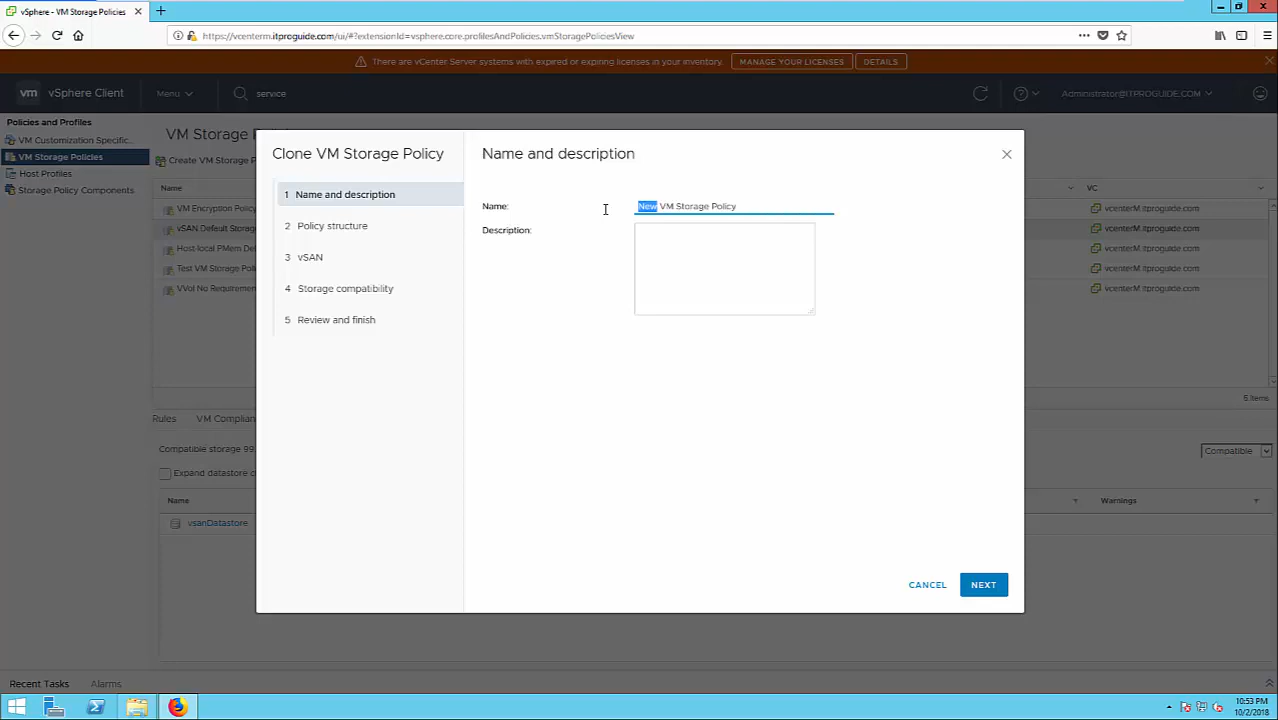 vSphere - VM Storage Policies
https://vcenterm.itproguide.com/ui/#?extensionId=vsphere.core.profilesAndPolicies.vmStoragePoliciesView
There are vCenter Server systems with expired or expiring licenses in your inventory.
MANAGE YOUR LICENSES
DETAILS
vm vSphere Client
Menu
service
Administrator@ITPROGUIDE.COM
Policies and Profiles
VM Customization Specific...
VM Storage Policies
Host Profiles
Storage Policy Components
VM Storage
Create VM Storage P
Name
VC
VM Encryption Policy
vcenterM.itproguide.com
vSAN Default Storage
vcenterM.itproguide.com
Host-local PMem De
vcenterM.itproguide.com
Test VM Storage Pol
vcenterM.itproguide.com
VVol No Requiremen
vcenterM.itproguide.com
5 items
Rules
VM Complian
Compatible storage 99.
Compatible
Expand datastore c
Name
Warnings
vsanDatastore
Clone VM Storage Policy
1 Name and description
2 Policy structure
3 vSAN
4 Storage compatibility
5 Review and finish
Name and description
Name:
New VM Storage Policy
Description:
CANCEL
NEXT
Recent Tasks
Alarms
10:53 PM
10/2/2018